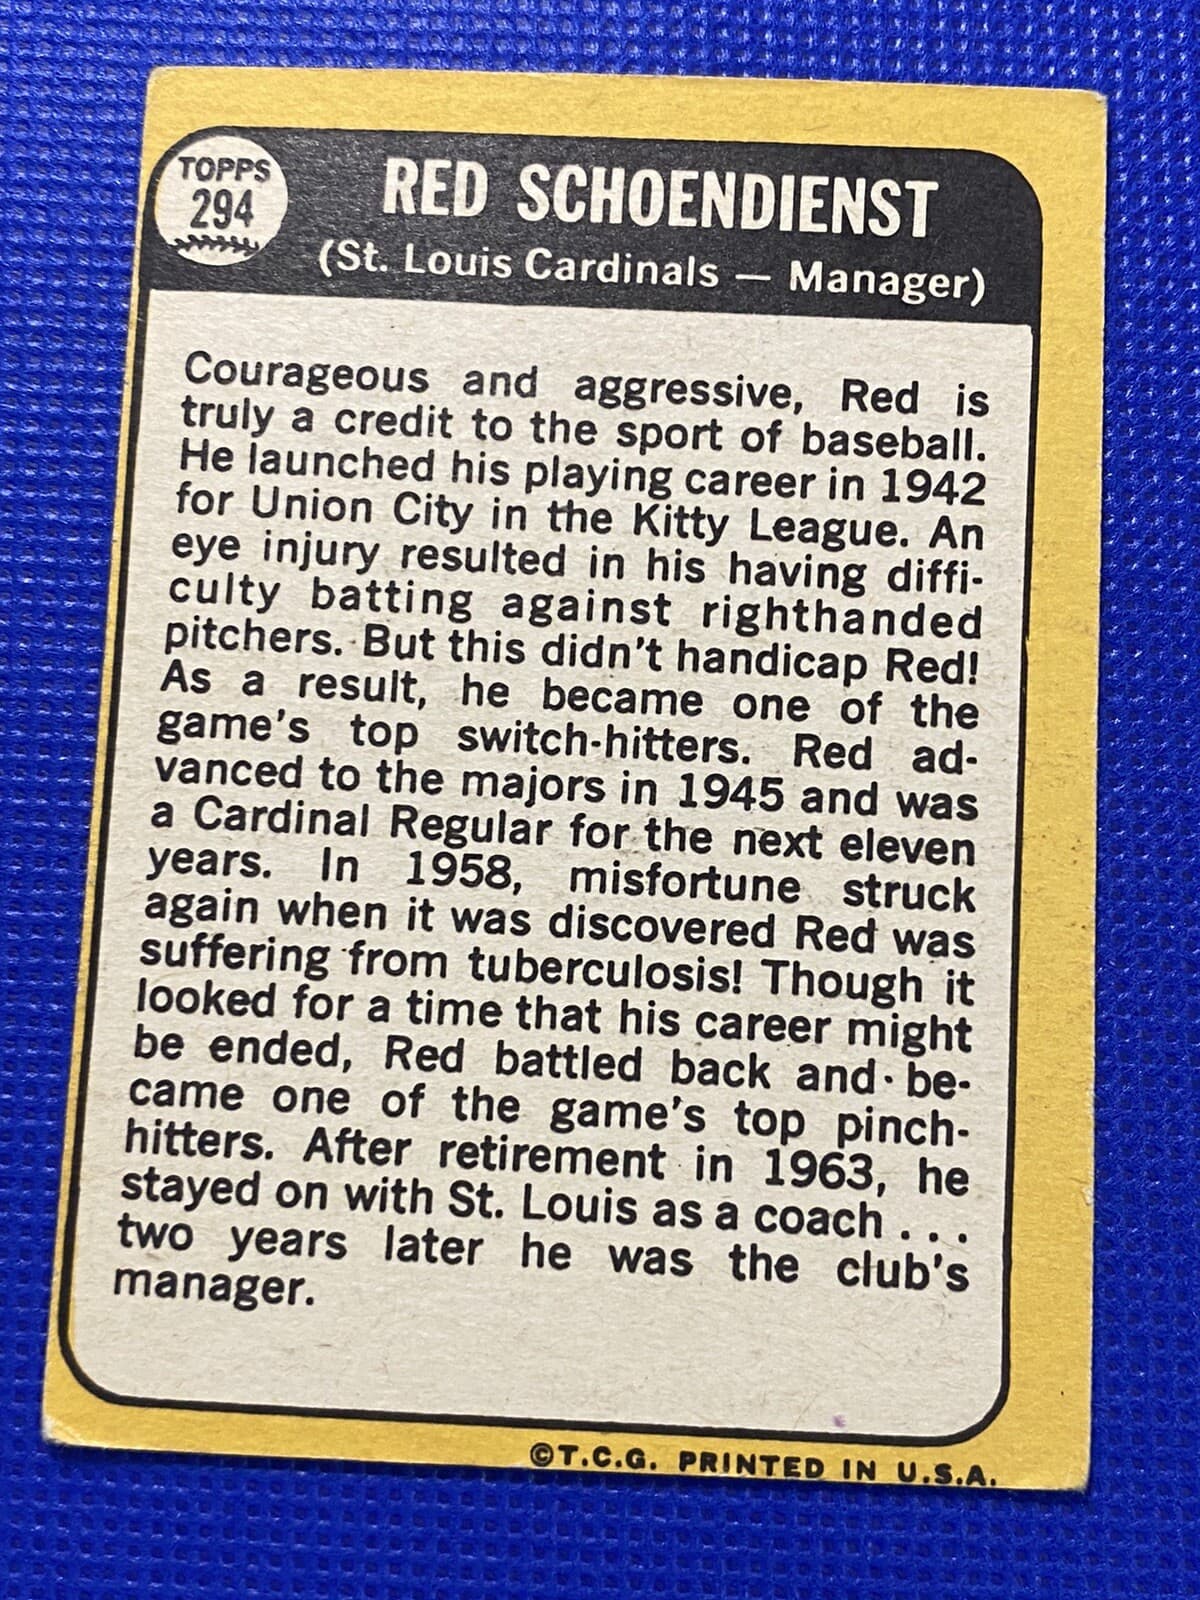 TOPPS
294
RED SCHOENDIENST
(St. Louis Cardinals — Manager)
Courageous and aggressive, Red is
truly a credit to the sport of baseball.
He launched his playing career in 1942
for Union City in the Kitty League. An
eye injury resulted in his having diffi-
culty batting against righthanded
pitchers. But this didn't handicap Red!
As a result, he became one of the
game's top switch-hitters. Red ad-
vanced to the majors in 1945 and was
a Cardinal Regular for the next eleven
years. In 1958, misfortune struck
again when it was discovered Red was
suffering from tuberculosis! Though it
looked for a time that his career might
be ended, Red battled back and be-
came one of the game's top pinch-
hitters. After retirement in 1963, he
stayed on with St. Louis as a coach . . .
two years later he was the club's
manager.
©T.C.G. PRINTED IN U.S.A.